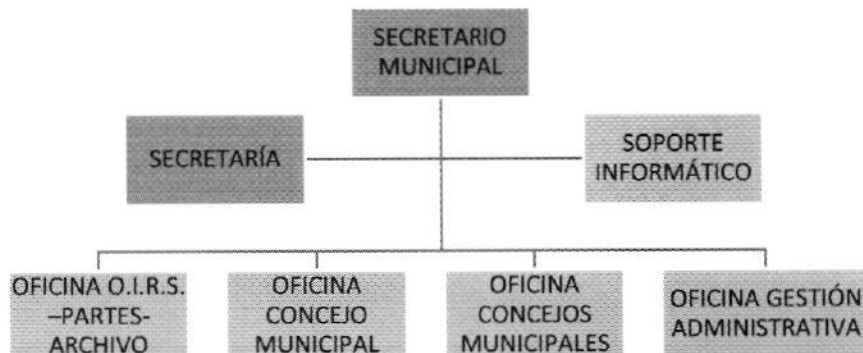 SECRETARIO
MUNICIPAL
SECRETARÍA
SOPORTE
INFORMÁTICO
OFICINA O.I.R.S.
–PARTES-
ARCHIVO
OFICINA
CONCEJO
MUNICIPAL
OFICINA
CONCEJOS
MUNICIPALES
OFICINA GESTIÓN
ADMINISTRATIVA